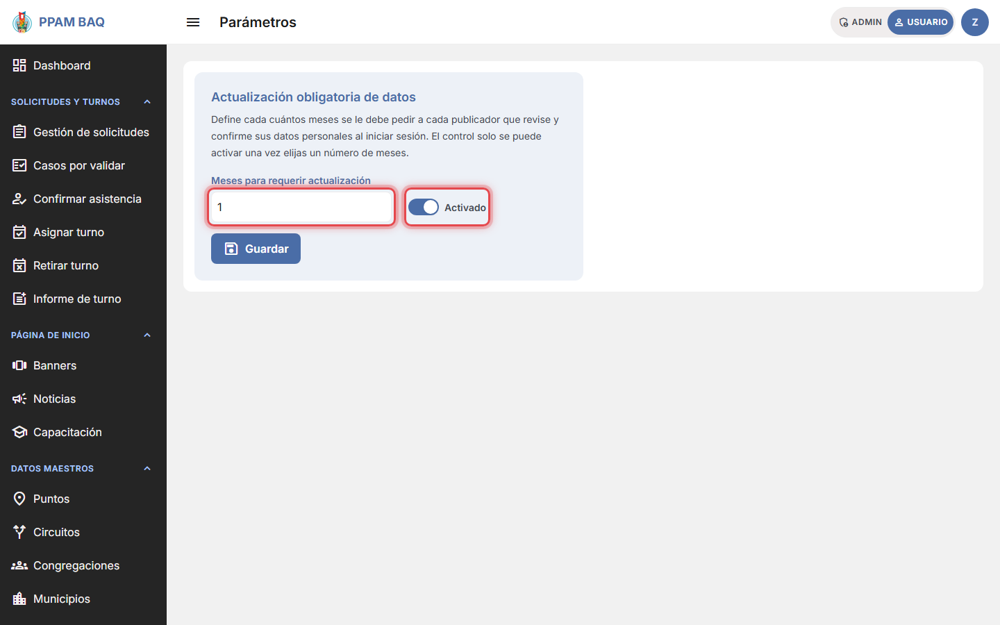 PPAM BAQ
Parámetros
ADMIN
USUARIO
Z
Dashboard
SOLICITUDES Y TURNOS
Gestión de solicitudes
Casos por validar
Confirmar asistencia
Asignar turno
Retirar turno
Informe de turno
PÁGINA DE INICIO
Banners
Noticias
Capacitación
DATOS MAESTROS
Puntos
Circuitos
Congregaciones
Municipios
Actualización obligatoria de datos
Define cada cuántos meses se le debe pedir a cada publicador que revise y
confirme sus datos personales al iniciar sesión. El control solo se puede
activar una vez elijas un número de meses.
Meses para requerir actualización
1
Activado
Guardar